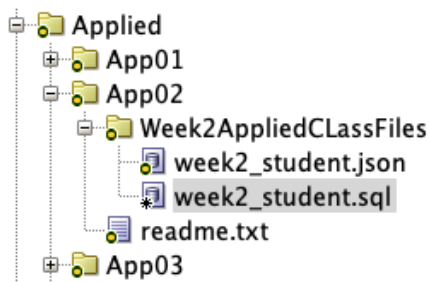 Applied
App01
App02
Week2AppliedCLassFiles
week2_student.json
week2_student.sql
readme.txt
App03